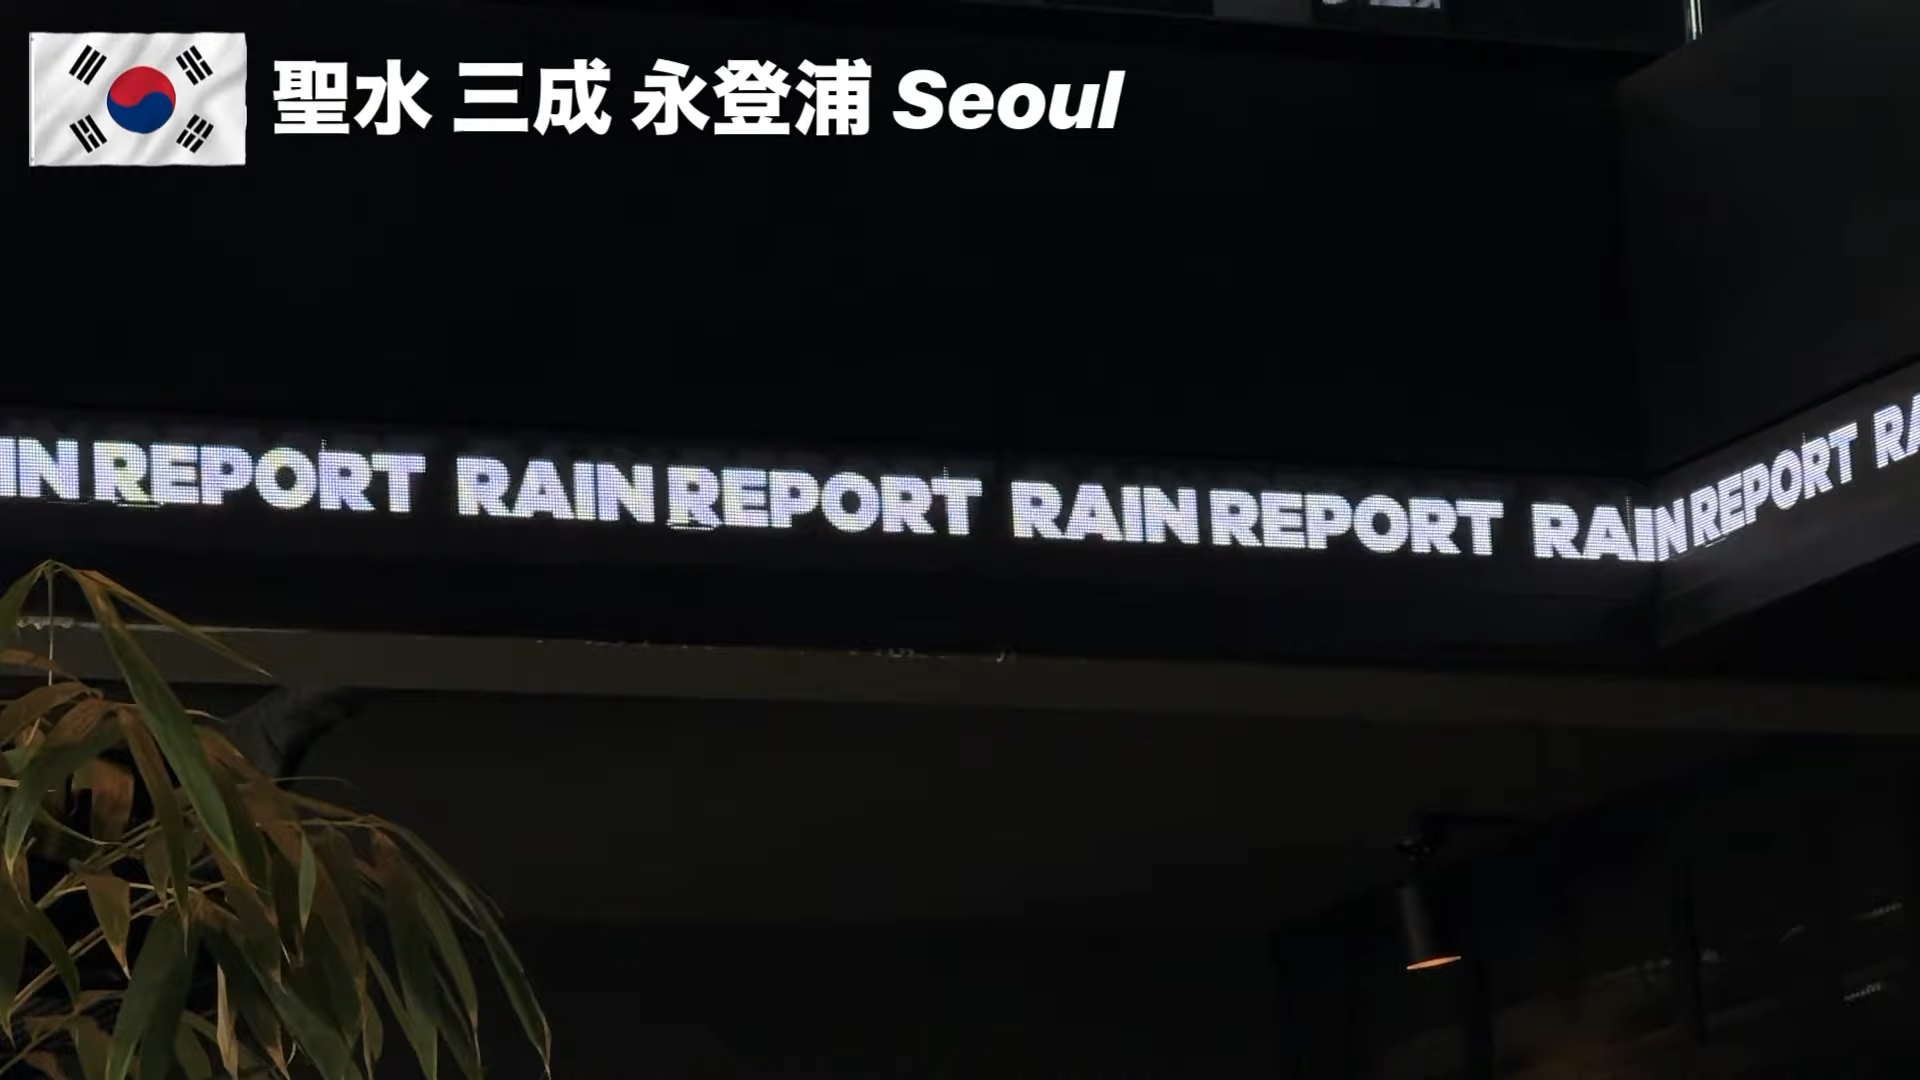 聖水 三成 永登浦 Seoul
IN REPORT RAIN REPORT RAIN REPORT RAIN REPORT RA